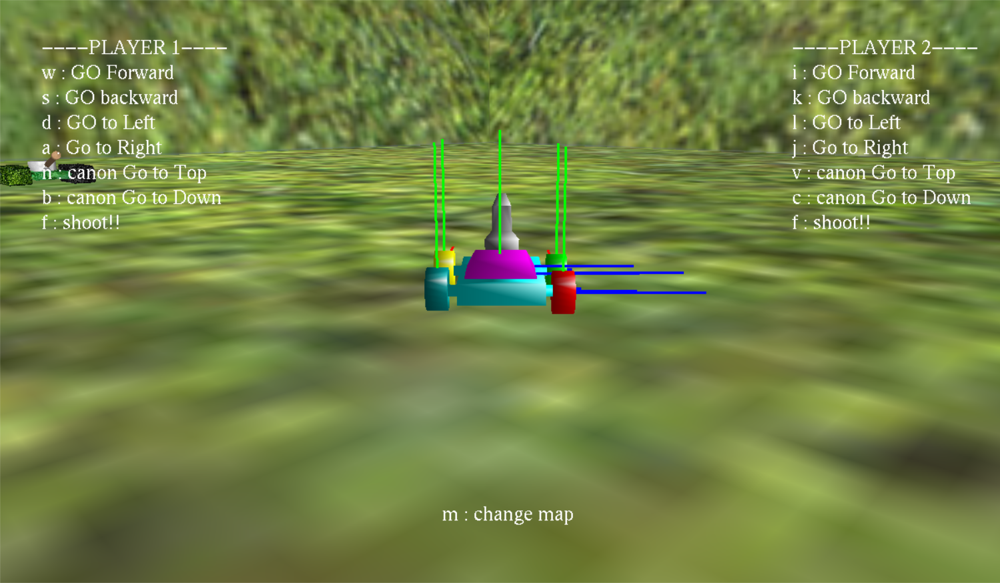 ----PLAYER 1----
w : GO Forward
s : GO backward
d : GO to Left
a : Go to Right
n : canon Go to Top
b : canon Go to Down
f : shoot!!
----PLAYER 2----
i : GO Forward
k : GO backward
l : GO to Left
j : Go to Right
v : canon Go to Top
c : canon Go to Down
f : shoot!!
m : change map